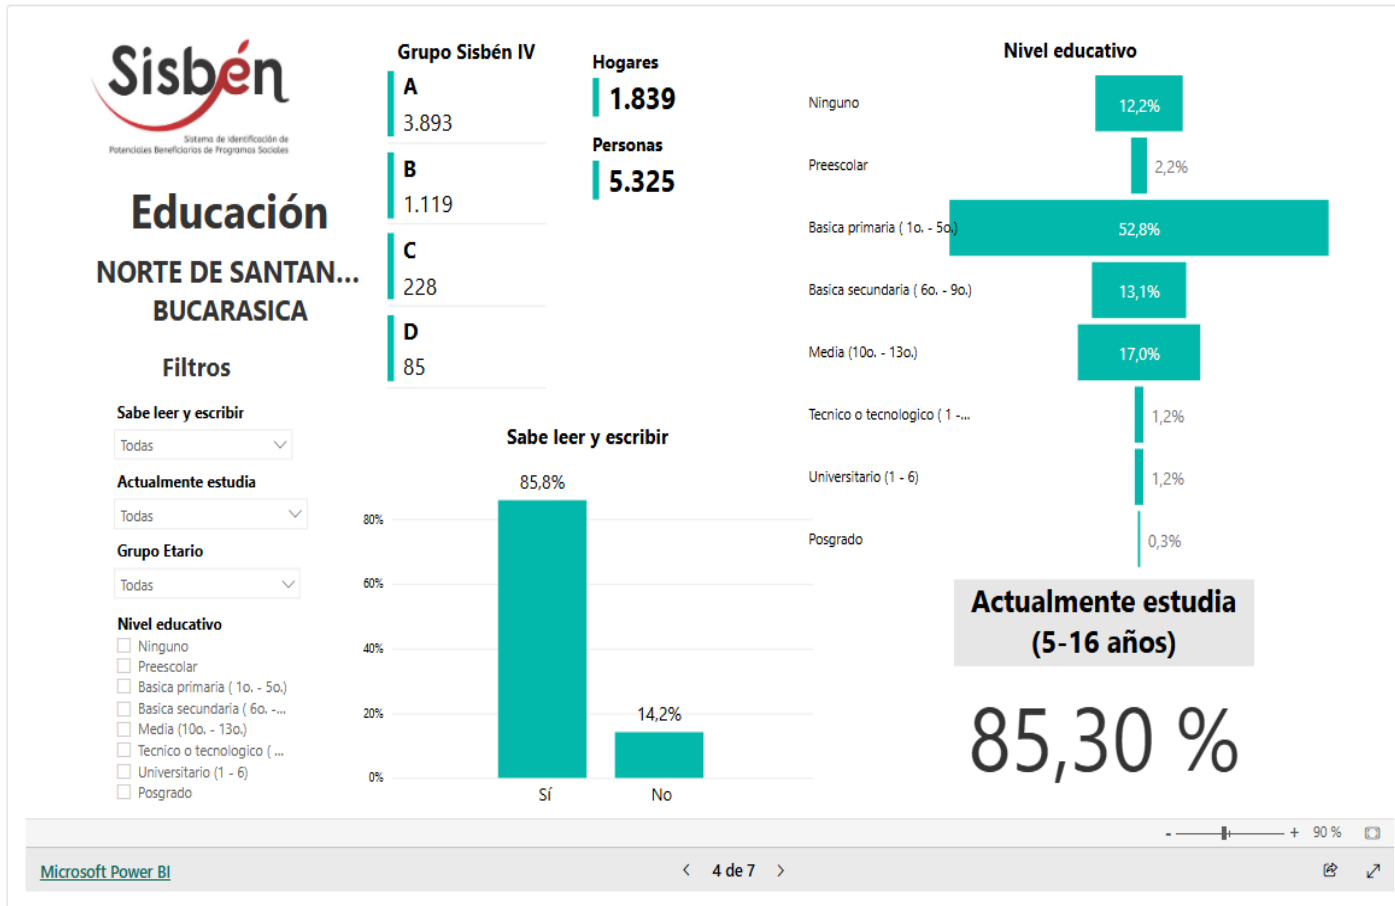 Sisbén
Sistema de Identificación de
Potenciales Beneficiarios de Programas Sociales
Educación
NORTE DE SANTAN...
BUCARASICA
Filtros
Sabe leer y escribir
Todas
Actualmente estudia
Todas
Grupo Etario
Todas
Nivel educativo
Ninguno
Preescolar
Basica primaria ( 1o. - 5o.)
Basica secundaria ( 6o. -...
Media (10o. - 13o.)
Tecnico o tecnologico ( ...
Universitario (1 - 6)
Posgrado
Grupo Sisbén IV
A
3.893
B
1.119
C
228
D
85
Hogares
1.839
Personas
5.325
Sabe leer y escribir
85,8%
14,2%
80%
60%
40%
20%
0%
Sí
No
Nivel educativo
Ninguno
12,2%
Preescolar
2,2%
Basica primaria ( 1o. - 5o.)
52,8%
Basica secundaria ( 6o. - 9o.)
13,1%
Media (10o. - 13o.)
17,0%
Tecnico o tecnologico ( 1 -...
1,2%
Universitario (1 - 6)
1,2%
Posgrado
0,3%
Actualmente estudia
(5-16 años)
85,30 %
- + 90 %
Microsoft Power BI
< 4 de 7 >